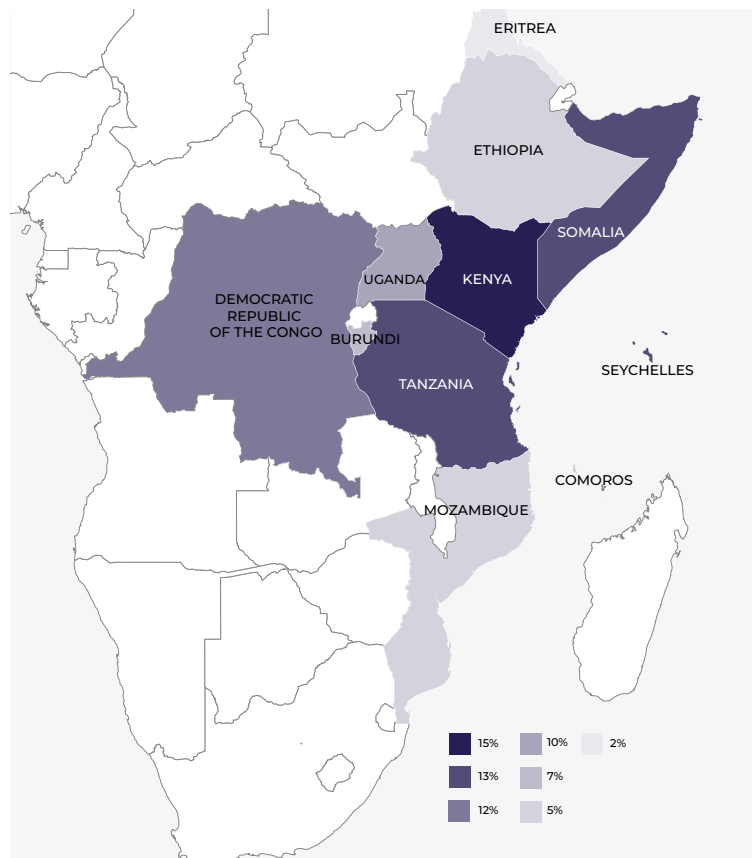 ERITREA
ETHIOPIA
SOMALIA
UGANDA
KENYA
DEMOCRATIC
REPUBLIC
OF THE CONGO
BURUNDI
TANZANIA
SEYCHELLES
COMOROS
MOZAMBIQUE
15%
10%
2%
13%
7%
12%
5%